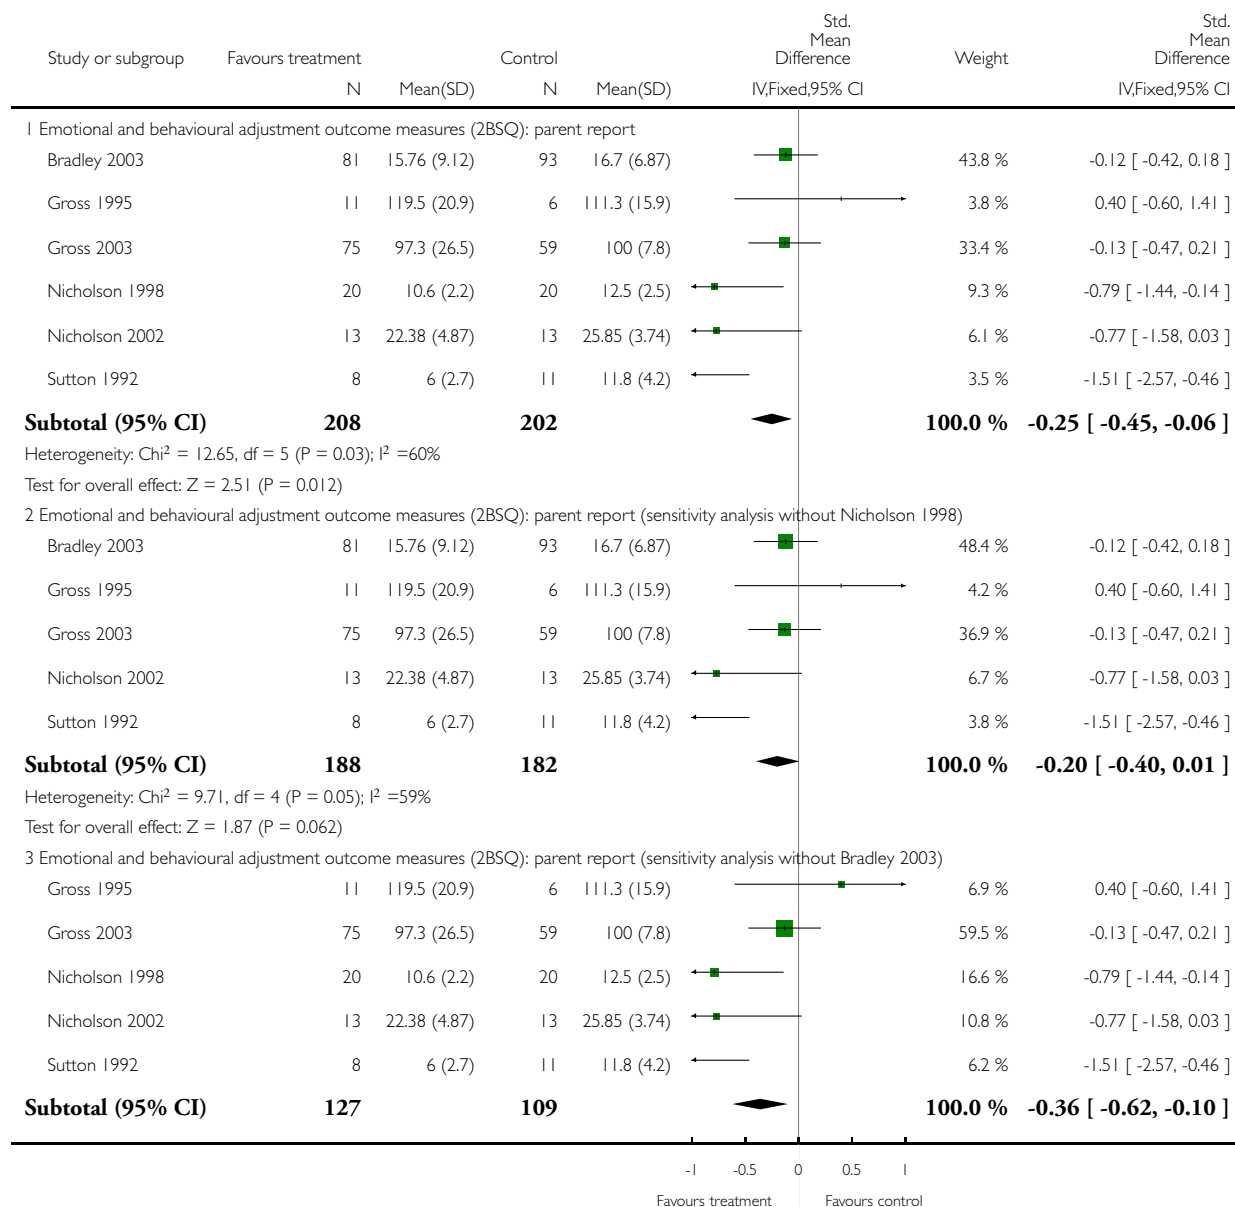 Study or subgroup Favours treatment Control Std. Mean Difference Weight Std. Mean Difference
N Mean(SD) N Mean(SD) IV,Fixed,95% CI IV,Fixed,95% CI
1 Emotional and behavioural adjustment outcome measures (2BSQ): parent report
Bradley 2003 81 15.76 (9.12) 93 16.7 (6.87) 43.8 % -0.12 [ -0.42, 0.18 ]
Gross 1995 11 119.5 (20.9) 6 111.3 (15.9) 3.8 % 0.40 [ -0.60, 1.41 ]
Gross 2003 75 97.3 (26.5) 59 100 (7.8) 33.4 % -0.13 [ -0.47, 0.21 ]
Nicholson 1998 20 10.6 (2.2) 20 12.5 (2.5) 9.3 % -0.79 [ -1.44, -0.14 ]
Nicholson 2002 13 22.38 (4.87) 13 25.85 (3.74) 6.1 % -0.77 [ -1.58, 0.03 ]
Sutton 1992 8 6 (2.7) 11 11.8 (4.2) 3.5 % -1.51 [ -2.57, -0.46 ]
Subtotal (95% CI) 208 202 100.0 % -0.25 [ -0.45, -0.06 ]
Heterogeneity: Chi² = 12.65, df = 5 (P = 0.03); I² =60%
Test for overall effect: Z = 2.51 (P = 0.012)
2 Emotional and behavioural adjustment outcome measures (2BSQ): parent report (sensitivity analysis without Nicholson 1998)
Bradley 2003 81 15.76 (9.12) 93 16.7 (6.87) 48.4 % -0.12 [ -0.42, 0.18 ]
Gross 1995 11 119.5 (20.9) 6 111.3 (15.9) 4.2 % 0.40 [ -0.60, 1.41 ]
Gross 2003 75 97.3 (26.5) 59 100 (7.8) 36.9 % -0.13 [ -0.47, 0.21 ]
Nicholson 2002 13 22.38 (4.87) 13 25.85 (3.74) 6.7 % -0.77 [ -1.58, 0.03 ]
Sutton 1992 8 6 (2.7) 11 11.8 (4.2) 3.8 % -1.51 [ -2.57, -0.46 ]
Subtotal (95% CI) 188 182 100.0 % -0.20 [ -0.40, 0.01 ]
Heterogeneity: Chi² = 9.71, df = 4 (P = 0.05); I² =59%
Test for overall effect: Z = 1.87 (P = 0.062)
3 Emotional and behavioural adjustment outcome measures (2BSQ): parent report (sensitivity analysis without Bradley 2003)
Gross 1995 11 119.5 (20.9) 6 111.3 (15.9) 6.9 % 0.40 [ -0.60, 1.41 ]
Gross 2003 75 97.3 (26.5) 59 100 (7.8) 59.5 % -0.13 [ -0.47, 0.21 ]
Nicholson 1998 20 10.6 (2.2) 20 12.5 (2.5) 16.6 % -0.79 [ -1.44, -0.14 ]
Nicholson 2002 13 22.38 (4.87) 13 25.85 (3.74) 10.8 % -0.77 [ -1.58, 0.03 ]
Sutton 1992 8 6 (2.7) 11 11.8 (4.2) 6.2 % -1.51 [ -2.57, -0.46 ]
Subtotal (95% CI) 127 109 100.0 % -0.36 [ -0.62, -0.10 ]
-1 -0.5 0 0.5 1
Favours treatment Favours control